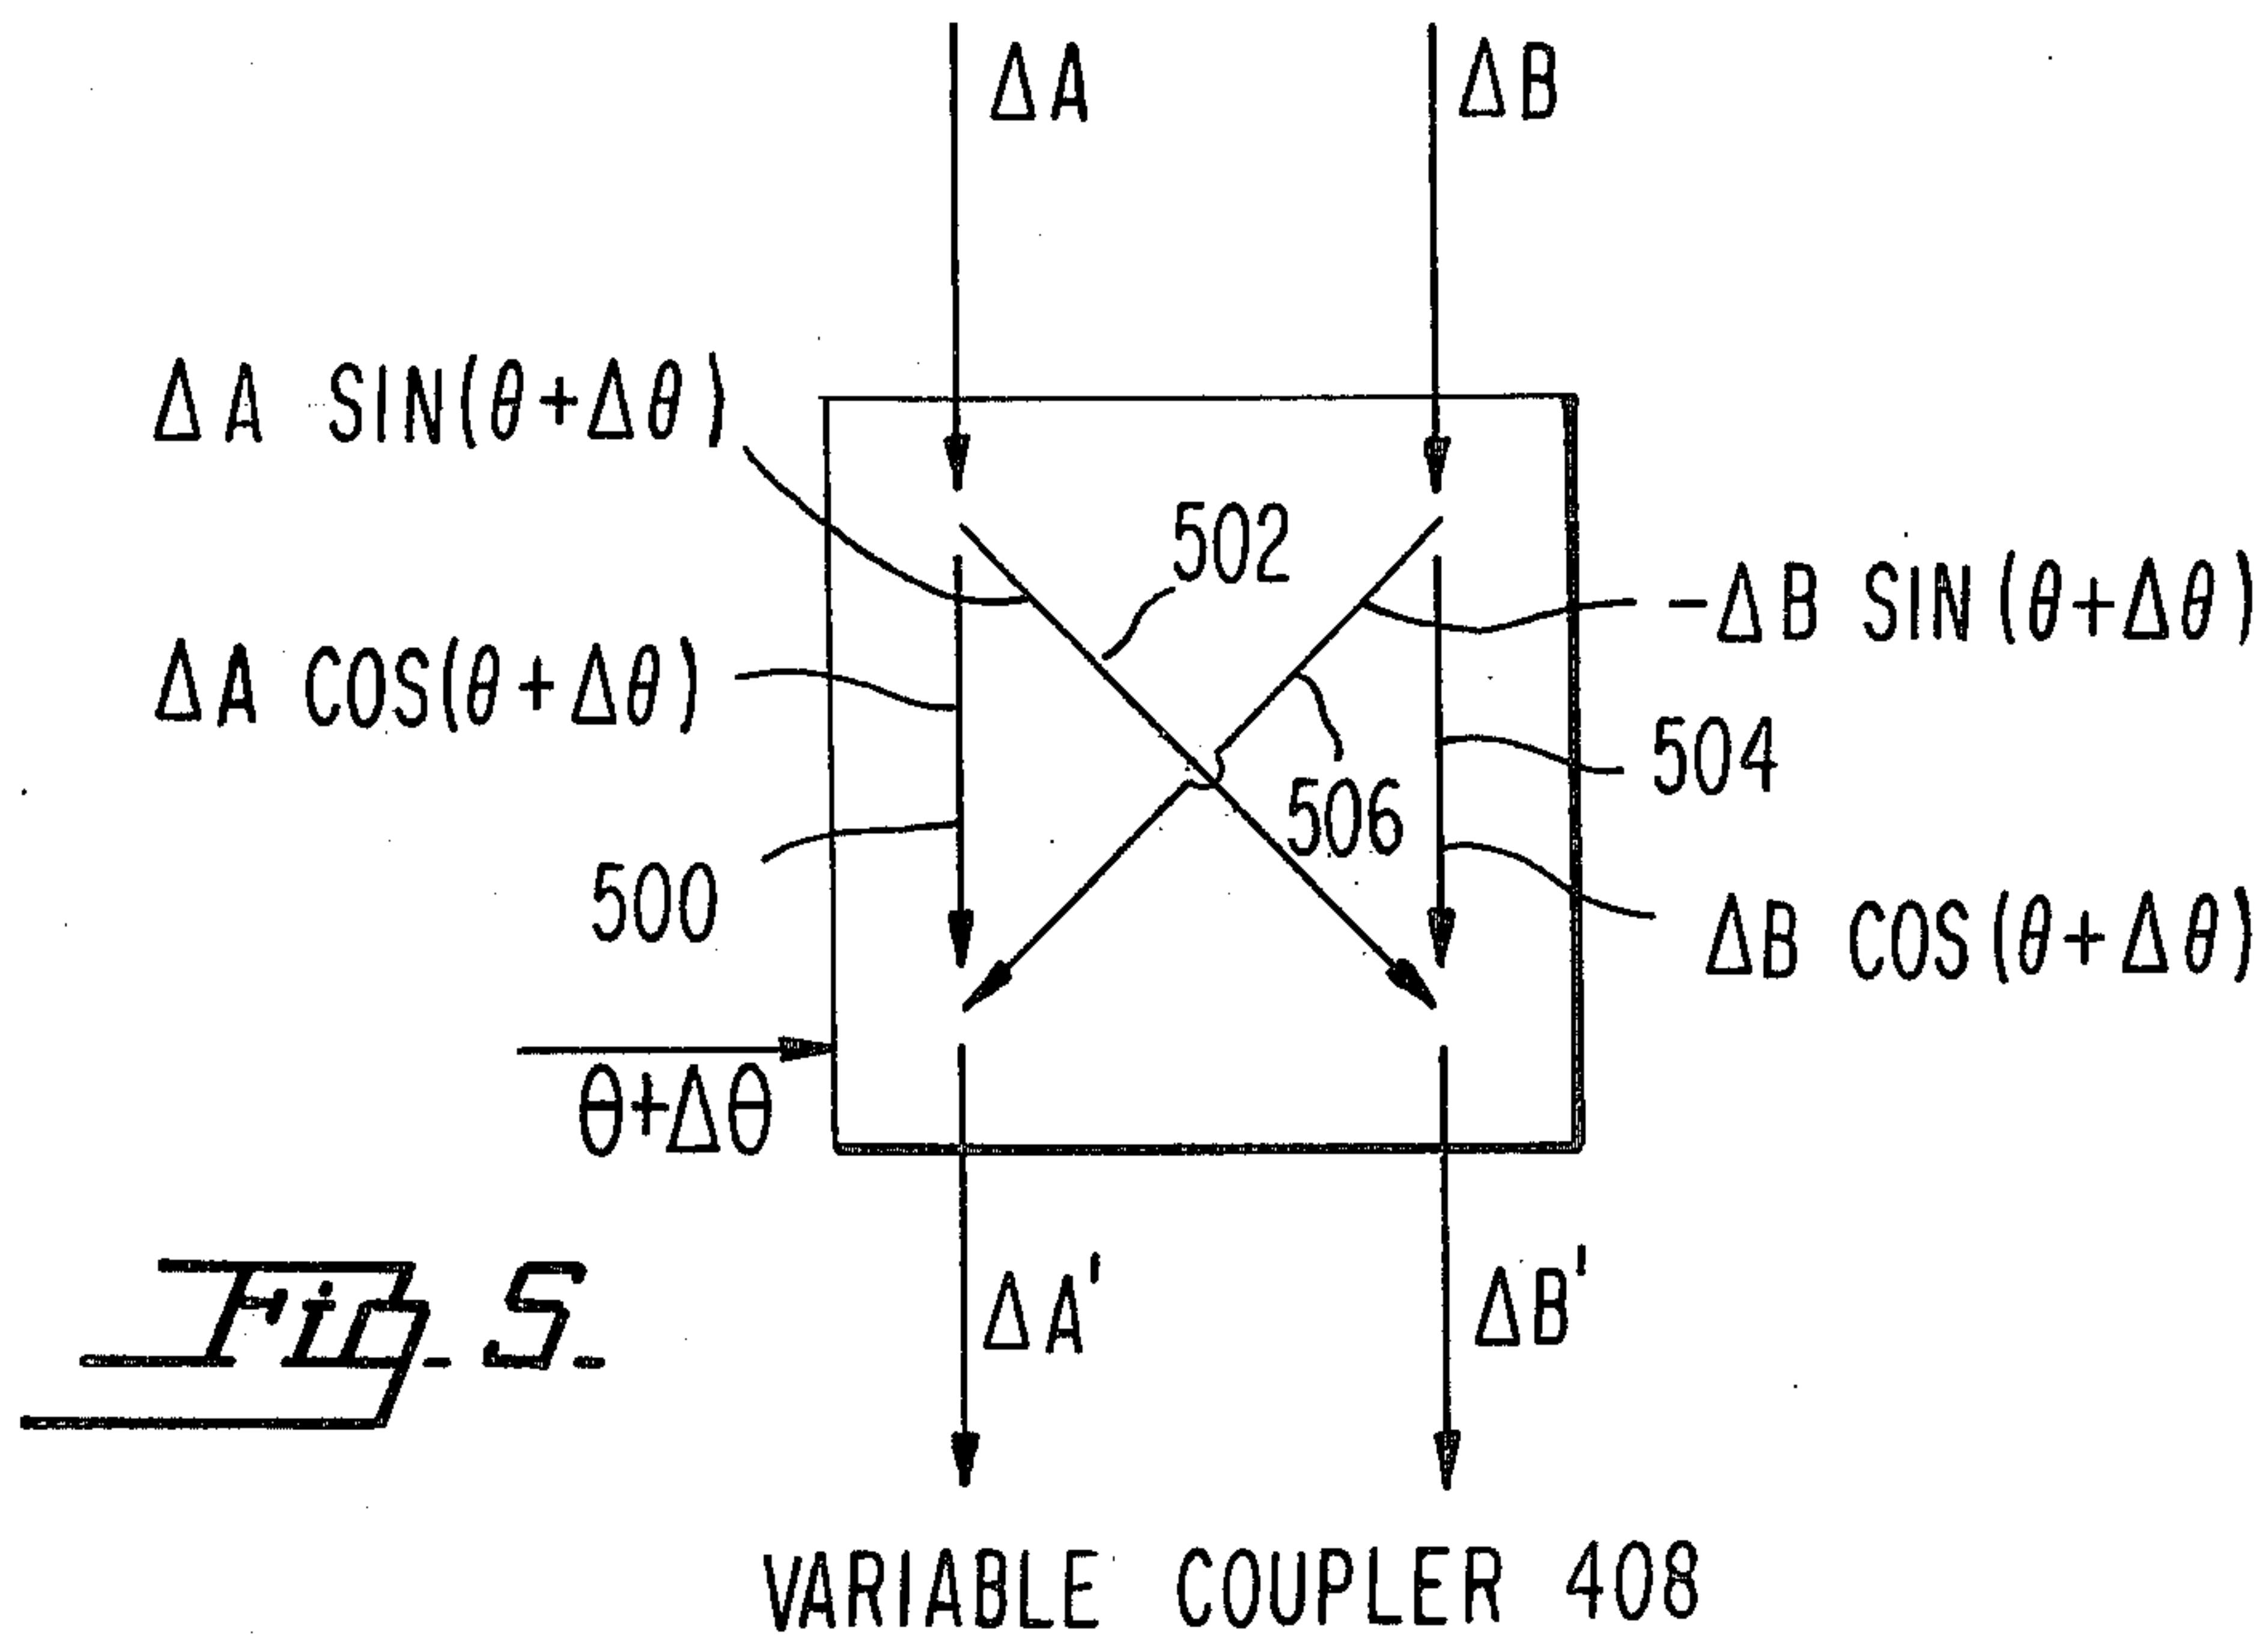 ΔA
ΔB
ΔA SIN(θ+Δθ)
502
-ΔB SIN(θ+Δθ)
ΔA COS(θ+Δθ)
504
506
500
ΔB COS(θ+Δθ)
θ+Δθ
ΔA'
ΔB'
Fig. 5.
VARIABLE COUPLER 408